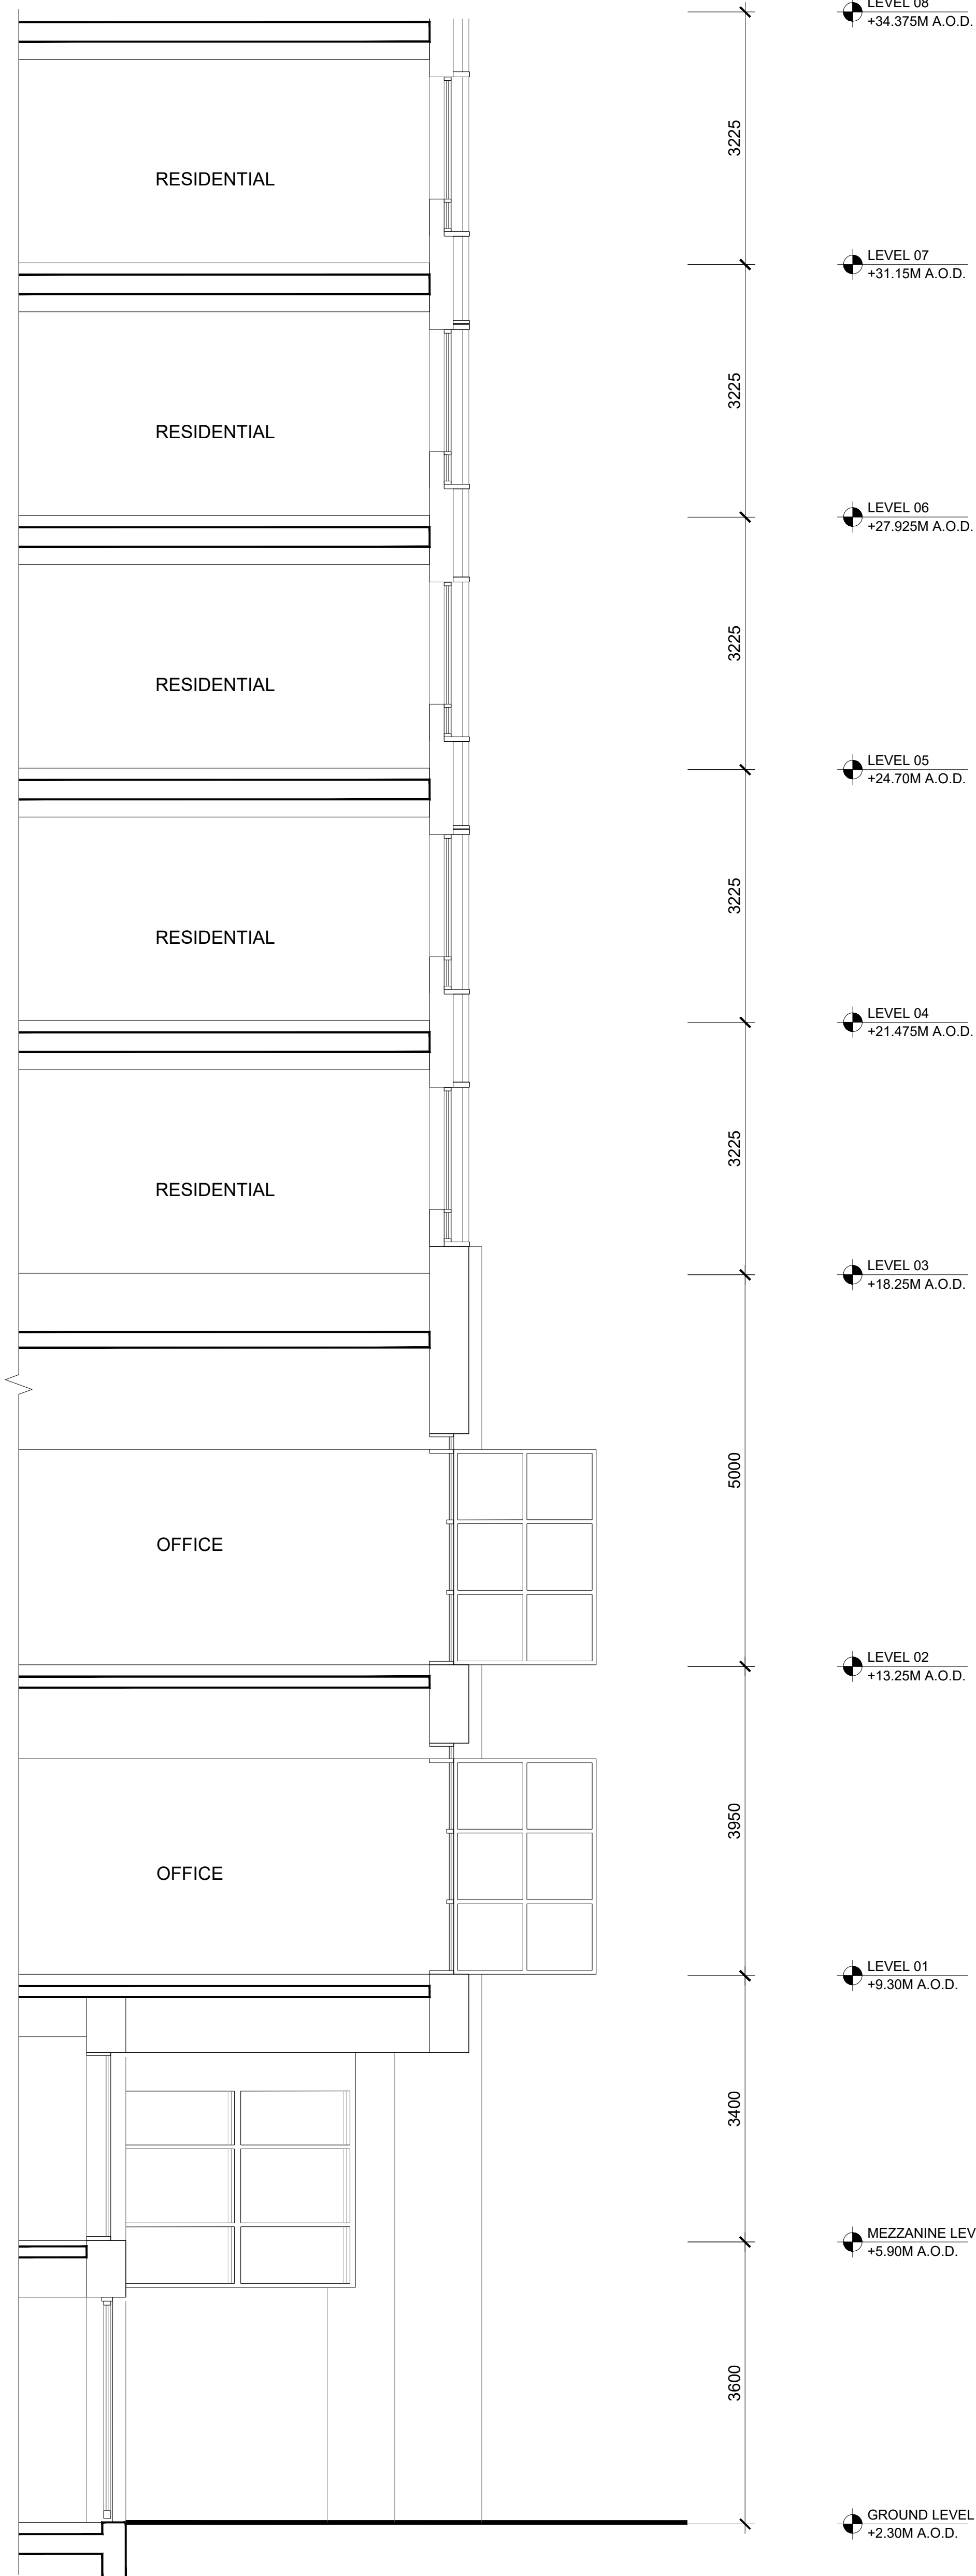 LEVEL 08
+34.375M A.O.D.
3225
RESIDENTIAL
LEVEL 07
+31.15M A.O.D.
3225
RESIDENTIAL
LEVEL 06
+27.925M A.O.D.
3225
RESIDENTIAL
LEVEL 05
+24.70M A.O.D.
3225
RESIDENTIAL
LEVEL 04
+21.475M A.O.D.
3225
RESIDENTIAL
LEVEL 03
+18.25M A.O.D.
5000
OFFICE
LEVEL 02
+13.25M A.O.D.
3950
OFFICE
LEVEL 01
+9.30M A.O.D.
3400
MEZZANINE LEV
+5.90M A.O.D.
3600
GROUND LEVEL
+2.30M A.O.D.